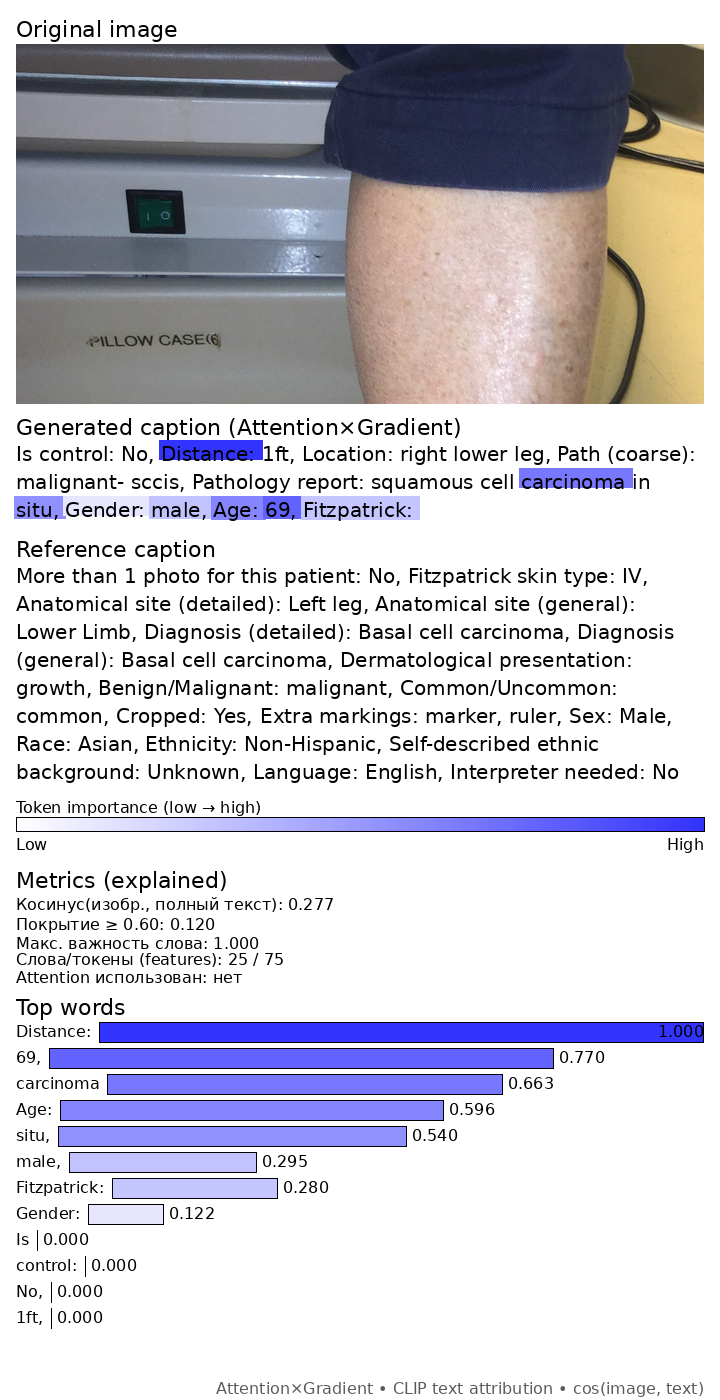 Original image
PILLOW CASE(6)
Generated caption (Attention×Gradient)
Is control: No, Distance: 1ft, Location: right lower leg, Path (coarse):
malignant- sccis, Pathology report: squamous cell carcinoma in
situ, Gender: male, Age: 69, Fitzpatrick:
Reference caption
More than 1 photo for this patient: No, Fitzpatrick skin type: IV,
Anatomical site (detailed): Left leg, Anatomical site (general):
Lower Limb, Diagnosis (detailed): Basal cell carcinoma, Diagnosis
(general): Basal cell carcinoma, Dermatological presentation:
growth, Benign/Malignant: malignant, Common/Uncommon:
common, Cropped: Yes, Extra markings: marker, ruler, Sex: Male,
Race: Asian, Ethnicity: Non-Hispanic, Self-described ethnic
background: Unknown, Language: English, Interpreter needed: No
Token importance (low → high)
Low High
Metrics (explained)
Косинус(изобр., полный текст): 0.277
Покрытие ≥ 0.60: 0.120
Макс. важность слова: 1.000
Слова/токены (features): 25 / 75
Attention использован: нет
Top words
Distance: 1.000
69, 0.770
carcinoma 0.663
Age: 0.596
situ, 0.540
male, 0.295
Fitzpatrick: 0.280
Gender: 0.122
Is 0.000
control: 0.000
No, 0.000
1ft, 0.000
Attention×Gradient • CLIP text attribution • cos(image, text)